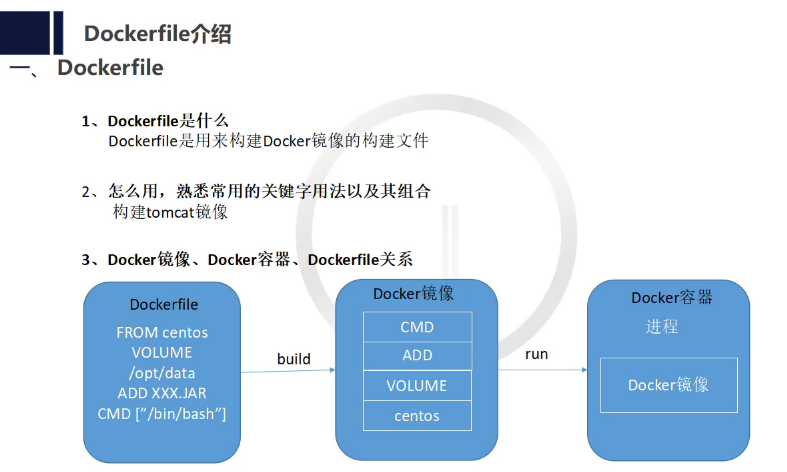 Dockerfile介绍
一、 Dockerfile
1、Dockerfile是什么
Dockerfile是用来构建Docker镜像的构建文件
2、怎么用，熟悉常用的关键字用法以及其组合
构建tomcat镜像
3、Docker镜像、Docker容器、Dockerfile关系
Dockerfile
FROM centos
VOLUME
/opt/data
ADD XXX.JAR
CMD [”/bin/bash”]
build
Docker镜像
CMD
ADD
VOLUME
centos
run
Docker容器
进程
Docker镜像